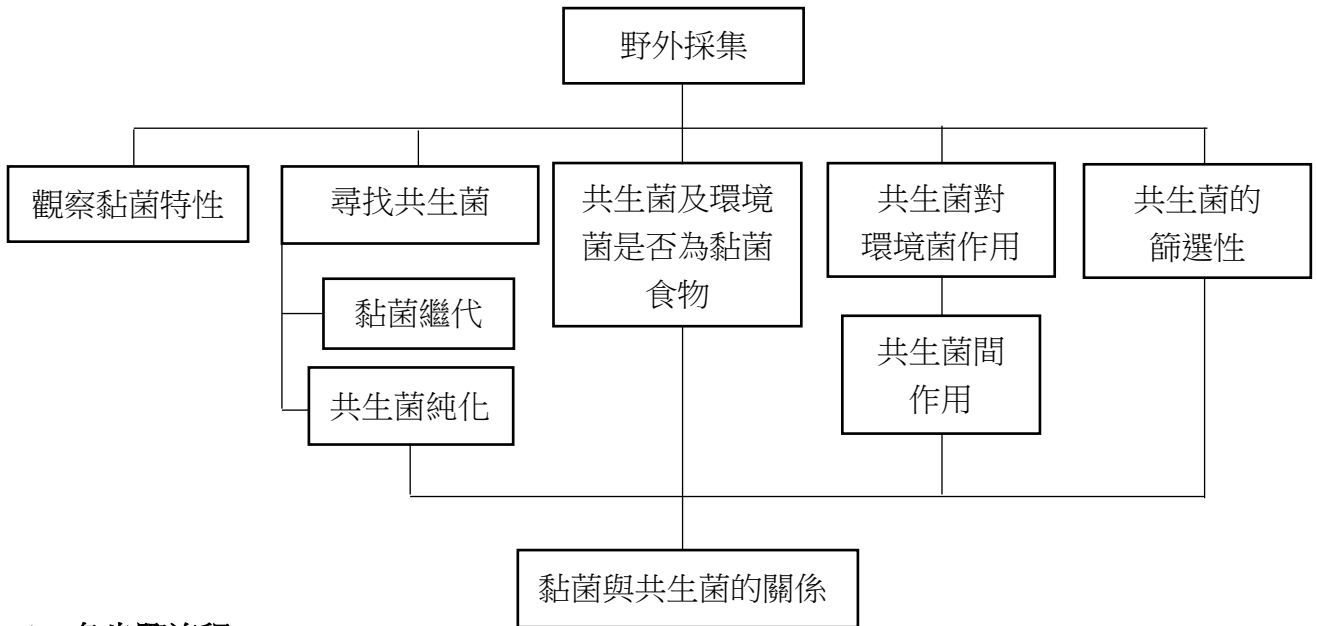 野外採集
觀察黏菌特性
尋找共生菌
黏菌繼代
共生菌純化
共生菌及環境
菌是否為黏菌
食物
共生菌對
環境菌作用
共生菌間
作用
共生菌的
篩選性
黏菌與共生菌的關係